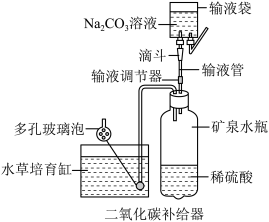 输液袋
Na₂CO₃溶液
滴斗
输液管
输液调节器
多孔玻璃泡
矿泉水瓶
水草培育缸
稀硫酸
二氧化碳补给器